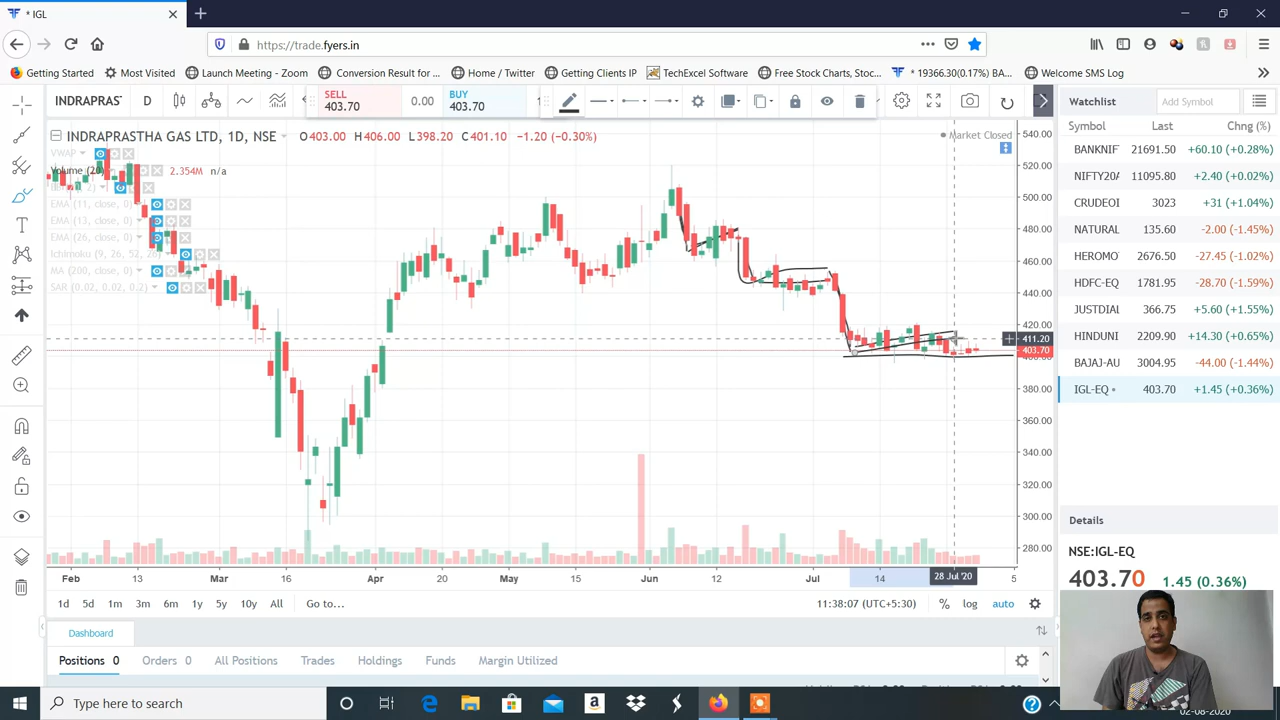 * IGL
https://trade.fyers.in
Getting Started Most Visited Launch Meeting - Zoom Conversion Result for ... Home / Twitter Getting Clients IP TechExcel Software Free Stock Charts, Stoc... * 19366.30(0.17%) BA... Welcome SMS Log
INDRAPRAS D SELL 403.70 0.00 BUY 403.70
INDRAPRASTHA GAS LTD, 1D, NSE O403.00 H406.00 L398.20 C401.10 −1.20 (−0.30%)
Market Closed
VWAP
Volume (20) 2.354M n/a
EMA (11, close, 0)
EMA (13, close, 0)
EMA (26, close, 0)
Ichimoku (9, 26, 52, 26)
MA (200, close, 0)
SAR (0.02, 0.02, 0.2)
540.00
520.00
500.00
480.00
460.00
440.00
420.00
411.20
403.70
380.00
360.00
340.00
320.00
300.00
280.00
Feb 13 Mar 16 Apr 20 May 15 Jun 12 Jul 14 28 Jul '20 5
1d 5d 1m 3m 6m 1y 5y 10y All Go to... 11:38:07 (UTC+5:30) % log auto
Dashboard
Positions 0 Orders 0 All Positions Trades Holdings Funds Margin Utilized
Watchlist Add Symbol
Symbol Last Chng (%)
BANKNIF 21691.50 +60.10 (+0.28%)
NIFTY20 11095.80 +2.40 (+0.02%)
CRUDEOI 3023 +31 (+1.04%)
NATURAL 135.60 -2.00 (-1.45%)
HEROMO 2676.50 -27.45 (-1.02%)
HDFC-EQ 1781.95 -28.70 (-1.59%)
JUSTDIAL 366.75 +5.60 (+1.55%)
HINDUNI 2209.90 +14.30 (+0.65%)
BAJAJ-AU 3004.95 -44.00 (-1.44%)
IGL-EQ 403.70 +1.45 (+0.36%)
Details
NSE:IGL-EQ
403.70 1.45 (0.36%)
Type here to search
02-08-2020